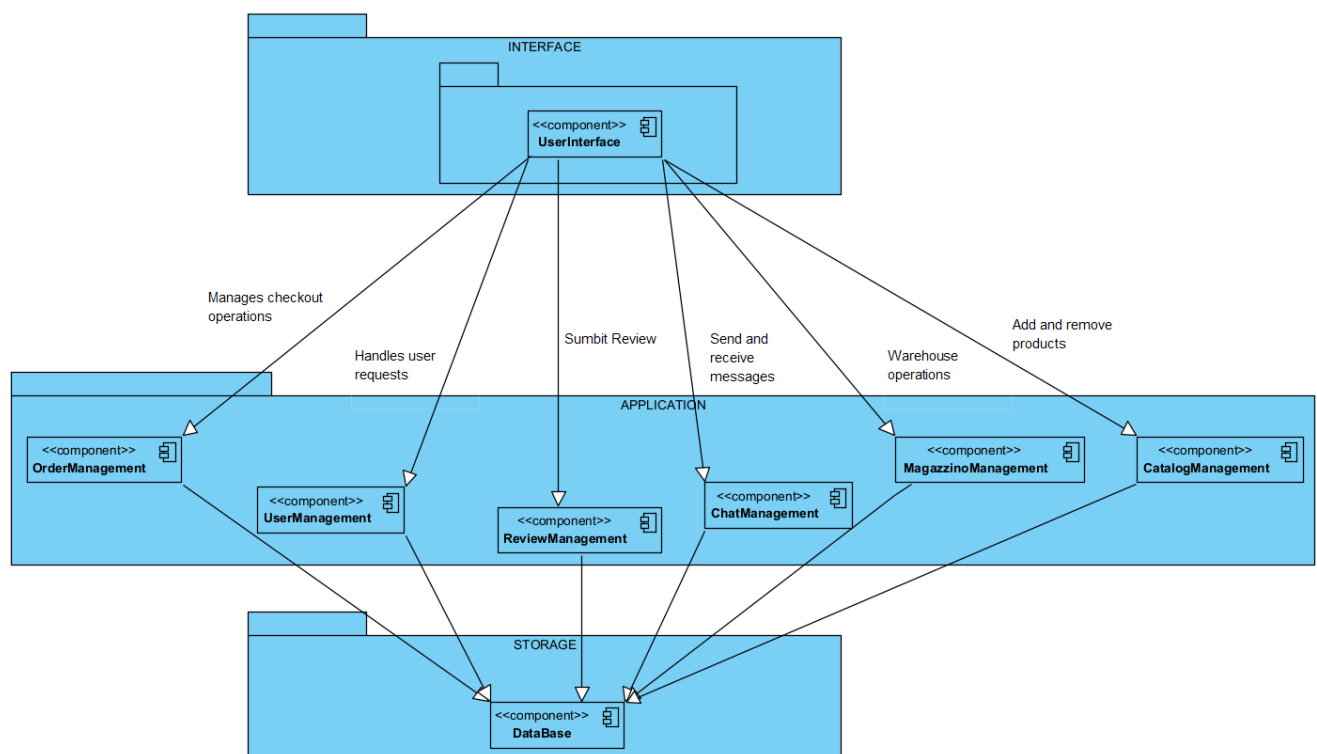 INTERFACE
<<component>>
UserInterface
Manages checkout
operations
Handles user
requests
Sumbit Review
Send and
receive
messages
Warehouse
operations
Add and remove
products
APPLICATION
<<component>>
OrderManagement
<<component>>
UserManagement
<<component>>
ReviewManagement
<<component>>
ChatManagement
<<component>>
MagazzinoManagement
<<component>>
CatalogManagement
STORAGE
<<component>>
DataBase